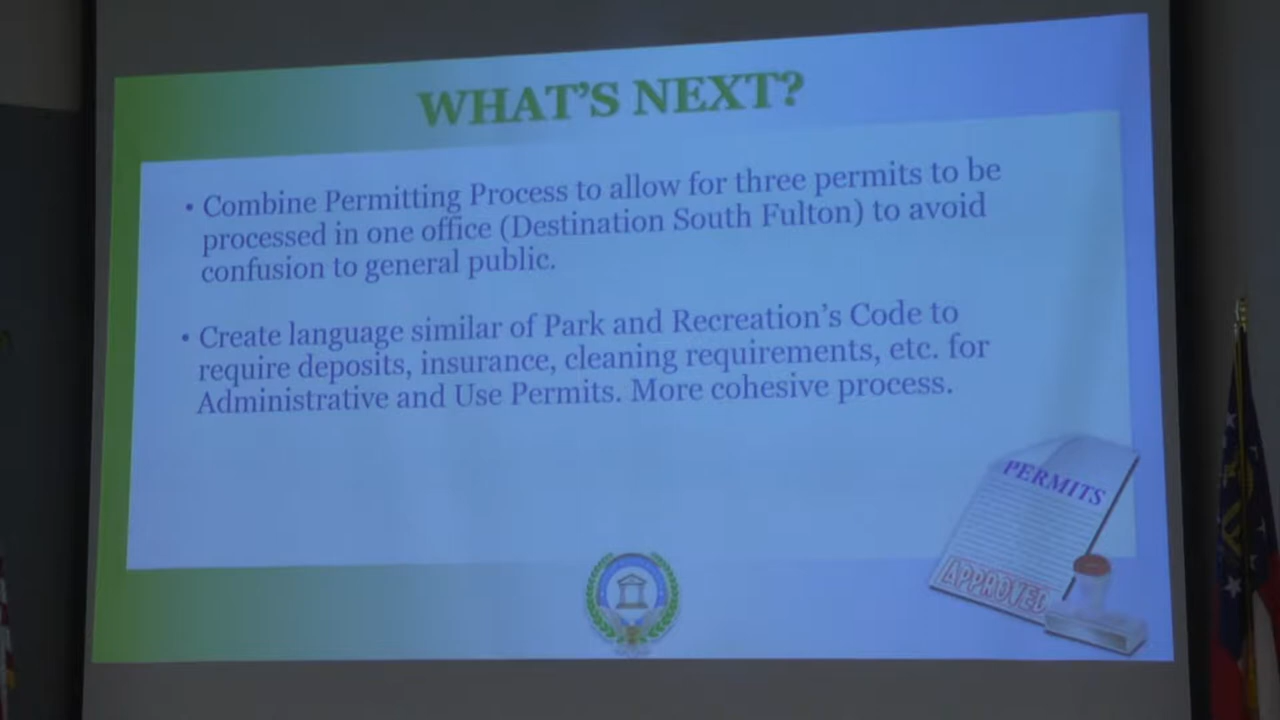 WHAT'S NEXT?
• Combine Permitting Process to allow for three permits to be
processed in one office (Destination South Fulton) to avoid
confusion to general public.
• Create language similar of Park and Recreation's Code to
require deposits, insurance, cleaning requirements, etc. for
Administrative and Use Permits. More cohesive process.
PERMITS
APPROVED